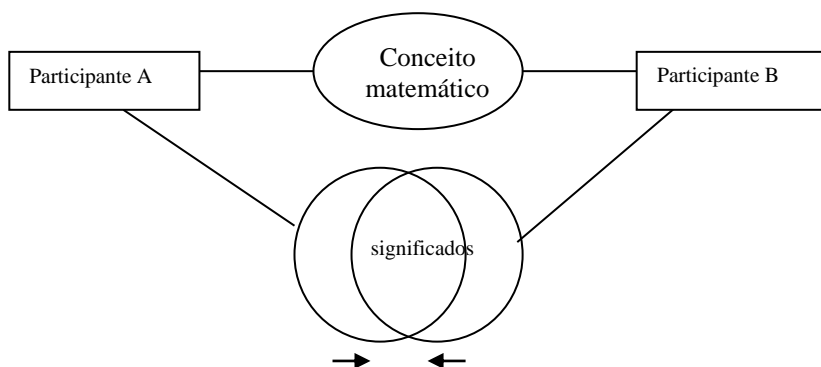 Participante A
Conceito
matemático
Participante B
significados